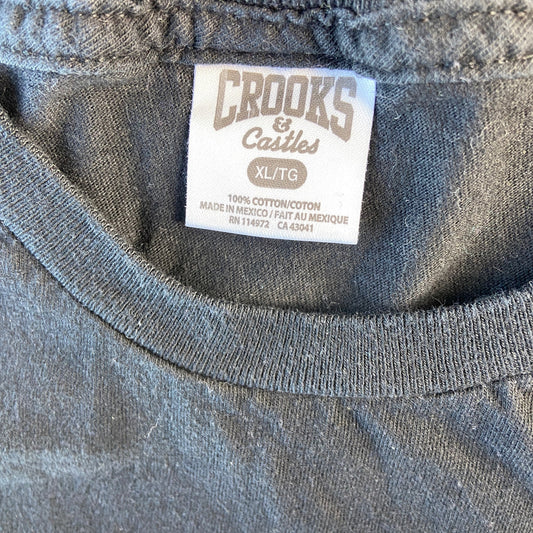 CROOKS
&
Castles
XL/TG
100% COTTON/COTON
MADE IN MEXICO / FAIT AU MEXIQUE
RN 114972 CA 43041